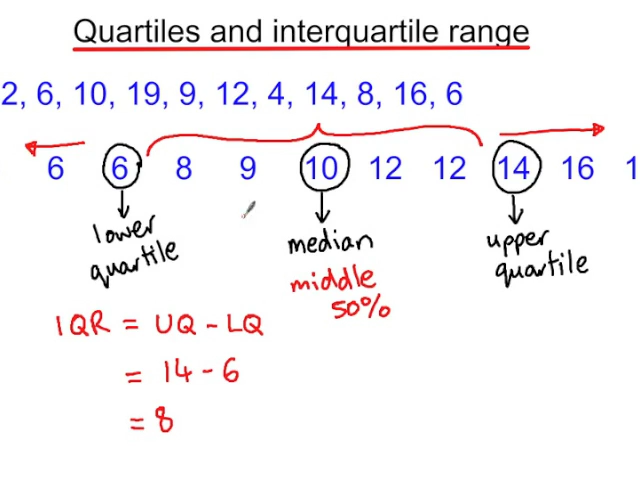 Quartiles and interquartile range
2, 6, 10, 19, 9, 12, 4, 14, 8, 16, 6
6 6 8 9 10 12 12 14 16 1
lower quartile
median
middle 50%
upper quartile
IQR = UQ - LQ
= 14 - 6
= 8